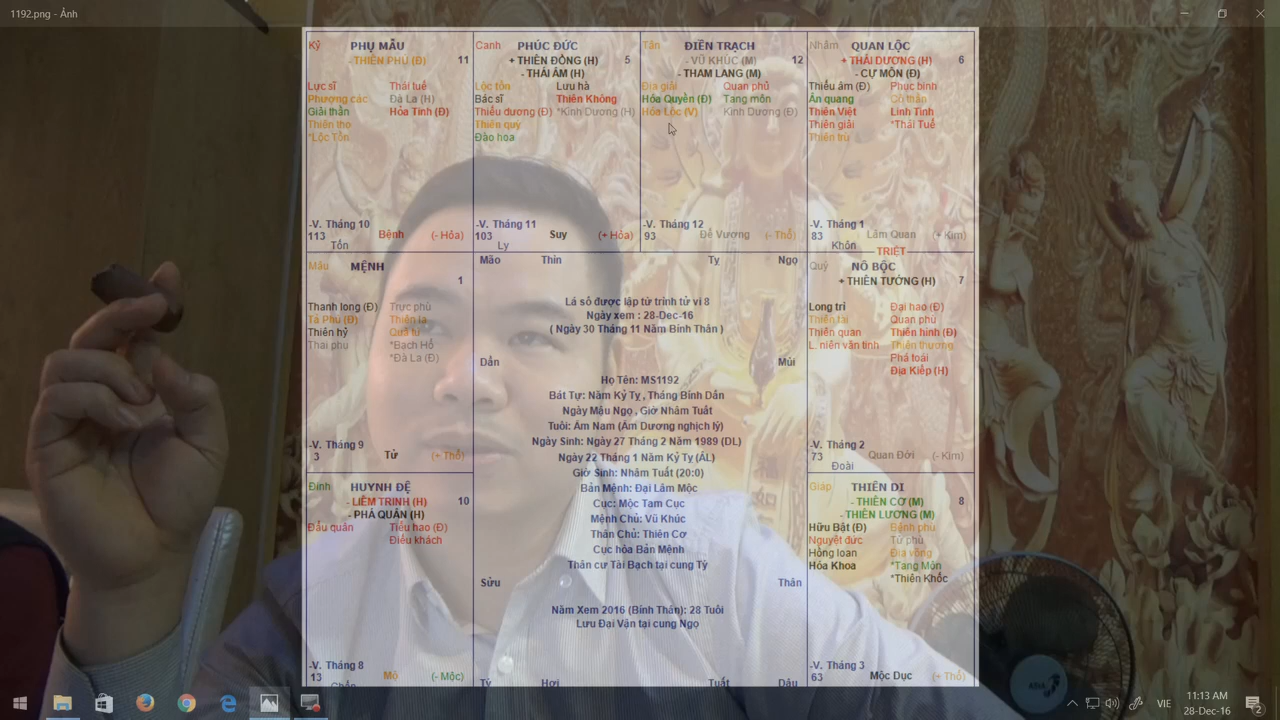 1192.png - Ảnh
Kỷ PHỤ MẪU 11
- THIÊN PHỦ (Đ)
Lực sĩ Thái tuế
Phượng các Đà La (H)
Giải thần Hỏa Tinh (Đ)
Thiên thọ
*Lộc Tồn
-V. Tháng 10
113 Bệnh (- Hỏa)
Tốn
Canh PHÚC ĐỨC 5
+ THIÊN ĐỒNG (H)
- THÁI ÂM (H)
Lộc tồn Lưu hà
Bác sĩ Thiên Không
Thiếu dương (Đ) *Kình Dương (H)
Thiên quý
Đào hoa
-V. Tháng 11
103 Suy (+ Hỏa)
Ly
Tân ĐIỀN TRẠCH 12
- VŨ KHÚC (M)
- THAM LANG (M)
Địa giải Quan phủ
Hóa Quyền (Đ) Tang môn
Hóa Lộc (V) Kình Dương (Đ)
-V. Tháng 12
93 Đế Vượng (- Thổ)
Nhâm QUAN LỘC 6
+ THÁI DƯƠNG (H)
- CỰ MÔN (Đ)
Thiếu âm (Đ) Phục binh
Ân quang Cô thần
Thiên Việt Linh Tinh
Thiên giải *Thái Tuế
Thiên trù
-V. Tháng 1
83 Lâm Quan (+ Kim)
Khôn
TRIỆT
Mậu MỆNH
1
Thanh long (Đ) Trực phù
Tả Phù (Đ) Thiên la
Thiên hỷ Quả tú
Thai phụ *Bạch Hổ
*Đà La (Đ)
-V. Tháng 9
3 Tử (+ Thổ)
Mão Thìn Tỵ Ngọ
Lá số được lập từ trình tử vi 8
Ngày xem : 28-Dec-16
( Ngày 30 Tháng 11 Năm Bính Thân )
Dần Mùi
Họ Tên: MS1192
Bát Tự: Năm Kỷ Tỵ , Tháng Bính Dần
Ngày Mậu Ngọ , Giờ Nhâm Tuất
Tuổi: Âm Nam (Âm Dương nghịch lý)
Ngày Sinh: Ngày 27 Tháng 2 Năm 1989 (DL)
Ngày 22 Tháng 1 Năm Kỷ Tỵ (ÂL)
Giờ Sinh: Nhâm Tuất (20:0)
Bản Mệnh: Đại Lâm Mộc
Cục: Mộc Tam Cục
Mệnh Chủ: Vũ Khúc
Thân Chủ: Thiên Cơ
Cục hòa Bản Mệnh
Thân cư Tài Bạch tại cung Tý
Sửu Thân
Năm Xem 2016 (Bính Thân): 28 Tuổi
Lưu Đại Vận tại cung Ngọ
Tý Hợi Tuất Dậu
Quý NÔ BỘC
+ THIÊN TƯỚNG (H) 7
Long trì Đại hao (Đ)
Thiên tài Quan phù
Thiên quan Thiên hình (Đ)
L. niên văn tinh Thiên thương
Phá toái
Địa Kiếp (H)
-V. Tháng 2
73 Quan Đới (- Kim)
Đoài
Đinh HUYNH ĐỆ
- LIÊM TRINH (H) 10
- PHÁ QUÂN (H)
Đẩu quân Tiểu hao (Đ)
Điếu khách
-V. Tháng 8
13 Mộ (- Mộc)
Chấn
Giáp THIÊN DI
- THIÊN CƠ (M) 8
- THIÊN LƯƠNG (M)
Hữu Bật (Đ) Bệnh phù
Nguyệt đức Tử phù
Hồng loan Địa võng
Hóa Khoa *Tang Môn
*Thiên Khốc
-V. Tháng 3
63 Mộc Dục (+ Thổ)
VIE
11:13 AM
28-Dec-16
2